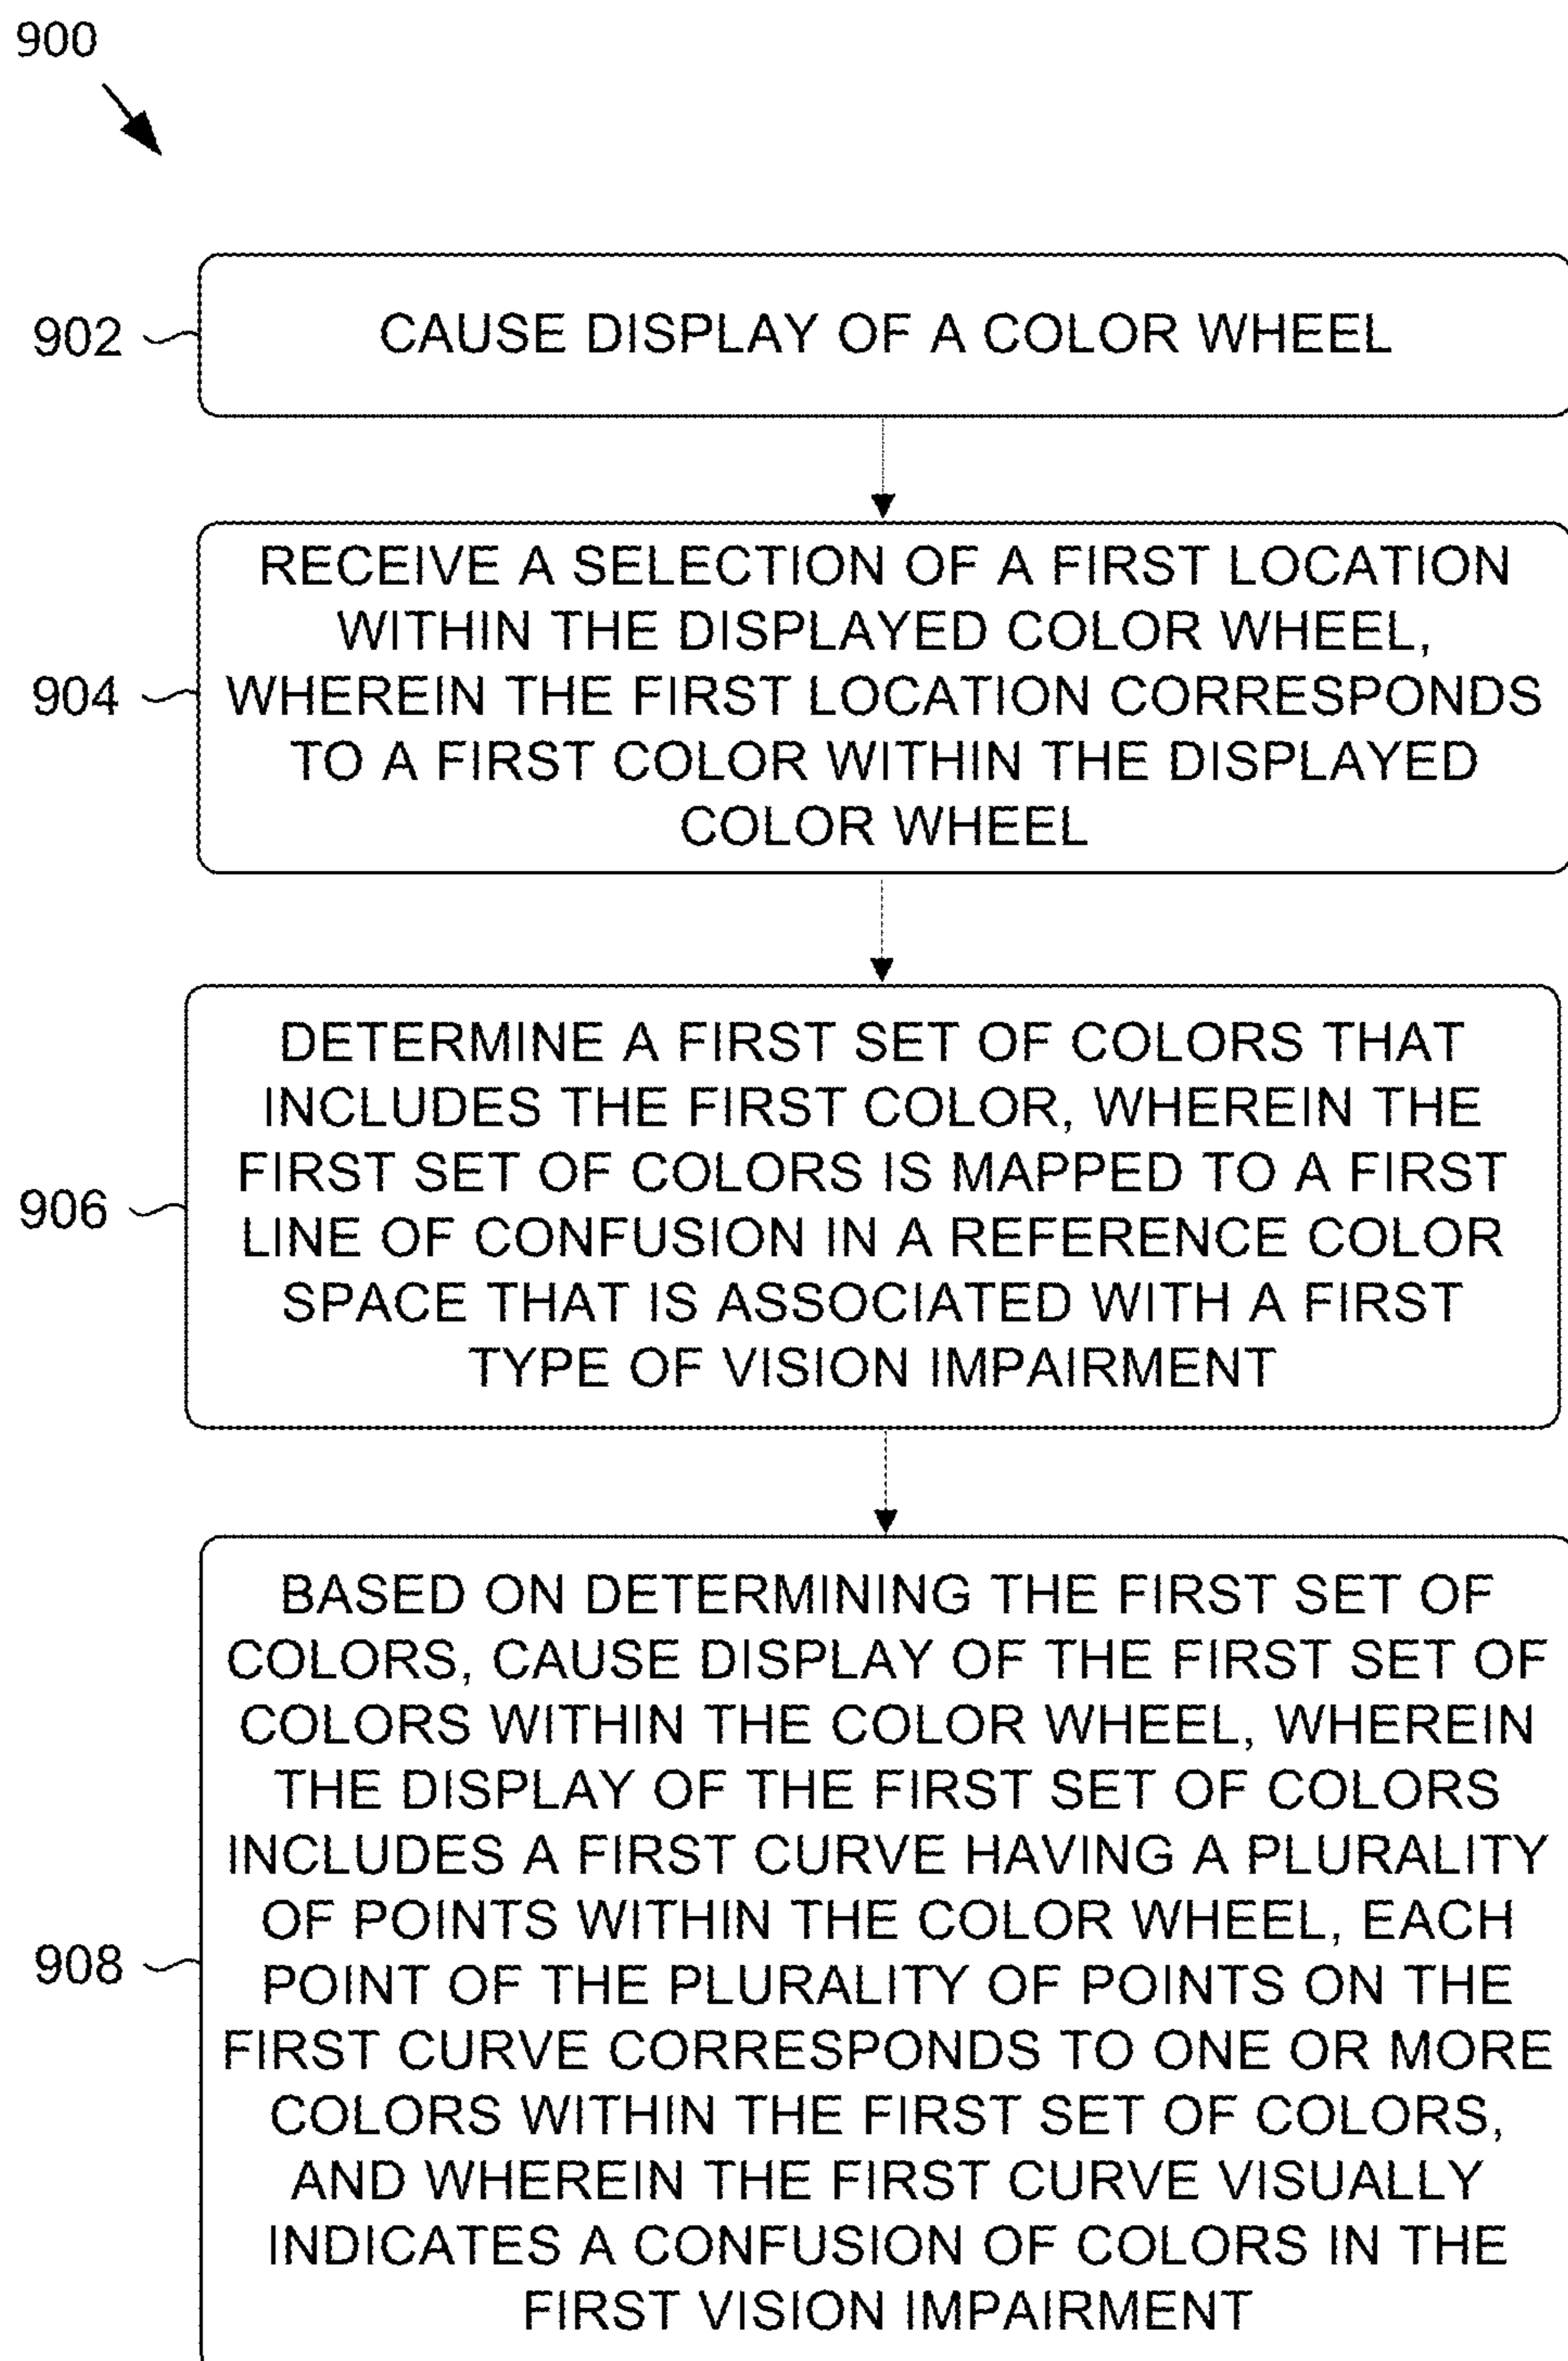 900
902
CAUSE DISPLAY OF A COLOR WHEEL
904
RECEIVE A SELECTION OF A FIRST LOCATION
WITHIN THE DISPLAYED COLOR WHEEL,
WHEREIN THE FIRST LOCATION CORRESPONDS
TO A FIRST COLOR WITHIN THE DISPLAYED
COLOR WHEEL
906
DETERMINE A FIRST SET OF COLORS THAT
INCLUDES THE FIRST COLOR, WHEREIN THE
FIRST SET OF COLORS IS MAPPED TO A FIRST
LINE OF CONFUSION IN A REFERENCE COLOR
SPACE THAT IS ASSOCIATED WITH A FIRST
TYPE OF VISION IMPAIRMENT
908
BASED ON DETERMINING THE FIRST SET OF
COLORS, CAUSE DISPLAY OF THE FIRST SET OF
COLORS WITHIN THE COLOR WHEEL, WHEREIN
THE DISPLAY OF THE FIRST SET OF COLORS
INCLUDES A FIRST CURVE HAVING A PLURALITY
OF POINTS WITHIN THE COLOR WHEEL, EACH
POINT OF THE PLURALITY OF POINTS ON THE
FIRST CURVE CORRESPONDS TO ONE OR MORE
COLORS WITHIN THE FIRST SET OF COLORS,
AND WHEREIN THE FIRST CURVE VISUALLY
INDICATES A CONFUSION OF COLORS IN THE
FIRST VISION IMPAIRMENT